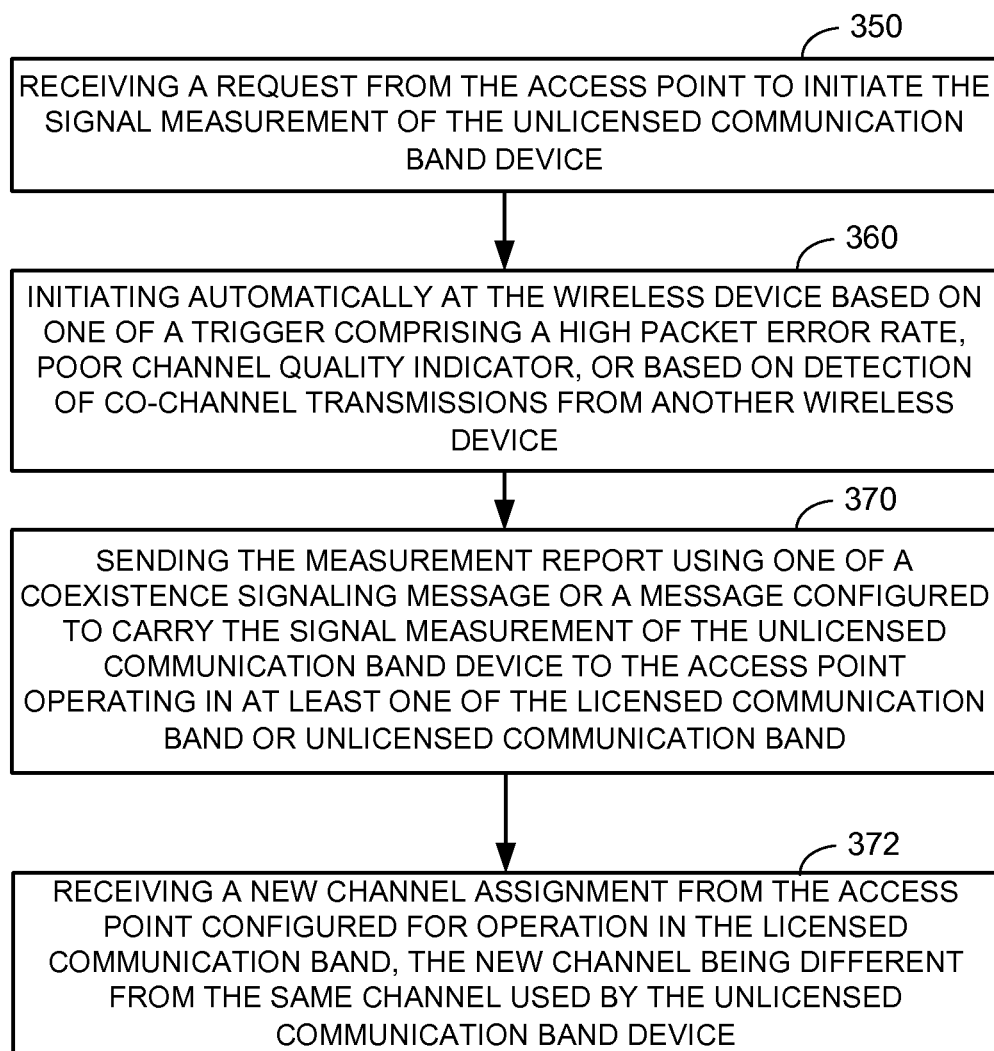 350
RECEIVING A REQUEST FROM THE ACCESS POINT TO INITIATE THE
SIGNAL MEASUREMENT OF THE UNLICENSED COMMUNICATION
BAND DEVICE
360
INITIATING AUTOMATICALLY AT THE WIRELESS DEVICE BASED ON
ONE OF A TRIGGER COMPRISING A HIGH PACKET ERROR RATE,
POOR CHANNEL QUALITY INDICATOR, OR BASED ON DETECTION
OF CO-CHANNEL TRANSMISSIONS FROM ANOTHER WIRELESS
DEVICE
370
SENDING THE MEASUREMENT REPORT USING ONE OF A
COEXISTENCE SIGNALING MESSAGE OR A MESSAGE CONFIGURED
TO CARRY THE SIGNAL MEASUREMENT OF THE UNLICENSED
COMMUNICATION BAND DEVICE TO THE ACCESS POINT
OPERATING IN AT LEAST ONE OF THE LICENSED COMMUNICATION
BAND OR UNLICENSED COMMUNICATION BAND
372
RECEIVING A NEW CHANNEL ASSIGNMENT FROM THE ACCESS
POINT CONFIGURED FOR OPERATION IN THE LICENSED
COMMUNICATION BAND, THE NEW CHANNEL BEING DIFFERENT
FROM THE SAME CHANNEL USED BY THE UNLICENSED
COMMUNICATION BAND DEVICE